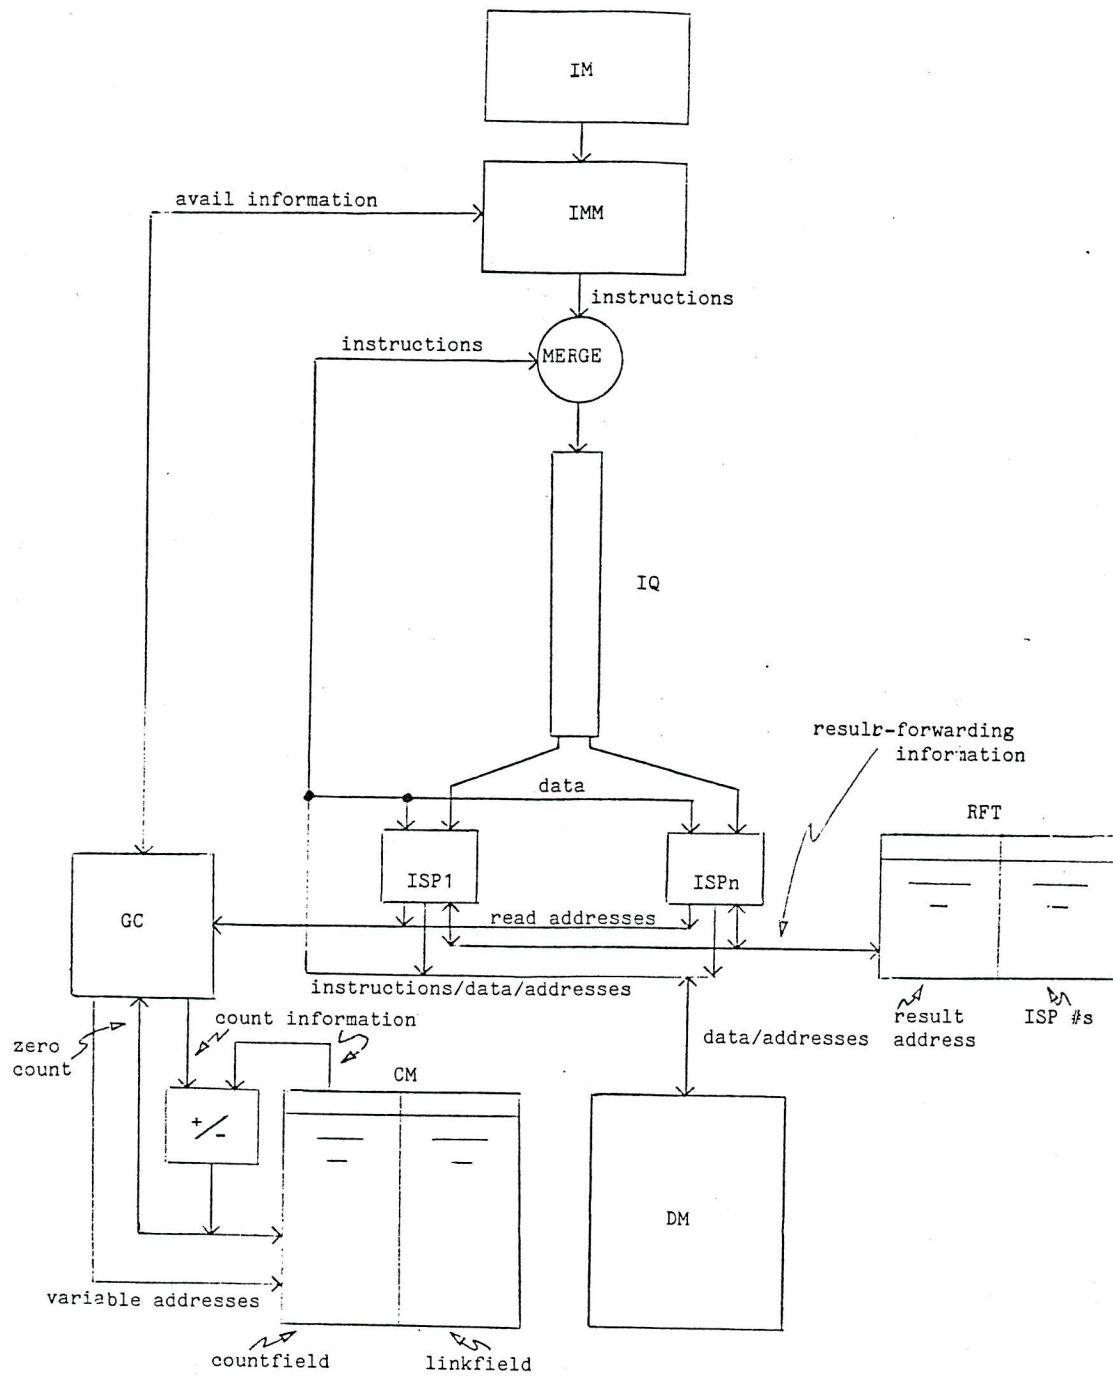 IM
avail information
IMM
instructions
instructions
MERGE
IQ
result-forwarding
information
data
RFT
ISP1
ISPn
GC
read addresses
instructions/data/addresses
result
address
ISP #s
zero
count
count information
data/addresses
CM
+/-
DM
variable addresses
countfield
linkfield